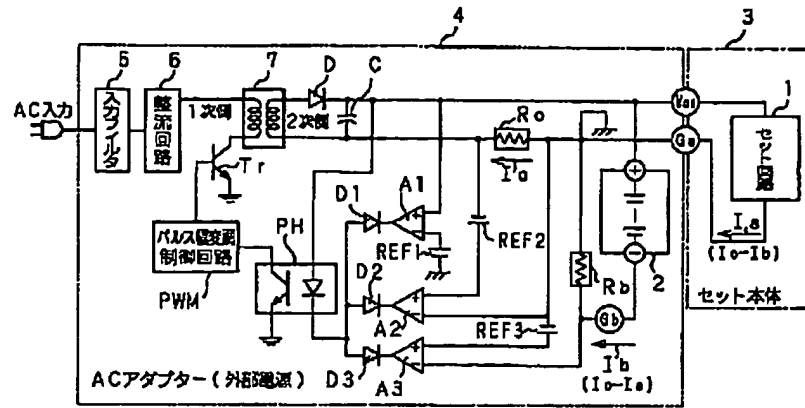 4
3
5
6
7
D
C
1
AC入力
入力フィルタ
整流回路
1次側
2次側
Ro
Ga
セット回路
Tr
I'a
D1
A1
REF2
REF1
パルス幅変調
制御回路
PWM
PH
D2
A2
REF3
Rb
2
Gb
(Io-Ib)
セット本体
D3
A3
Ib
(Io-Ia)
ACアダプター(外部電源)